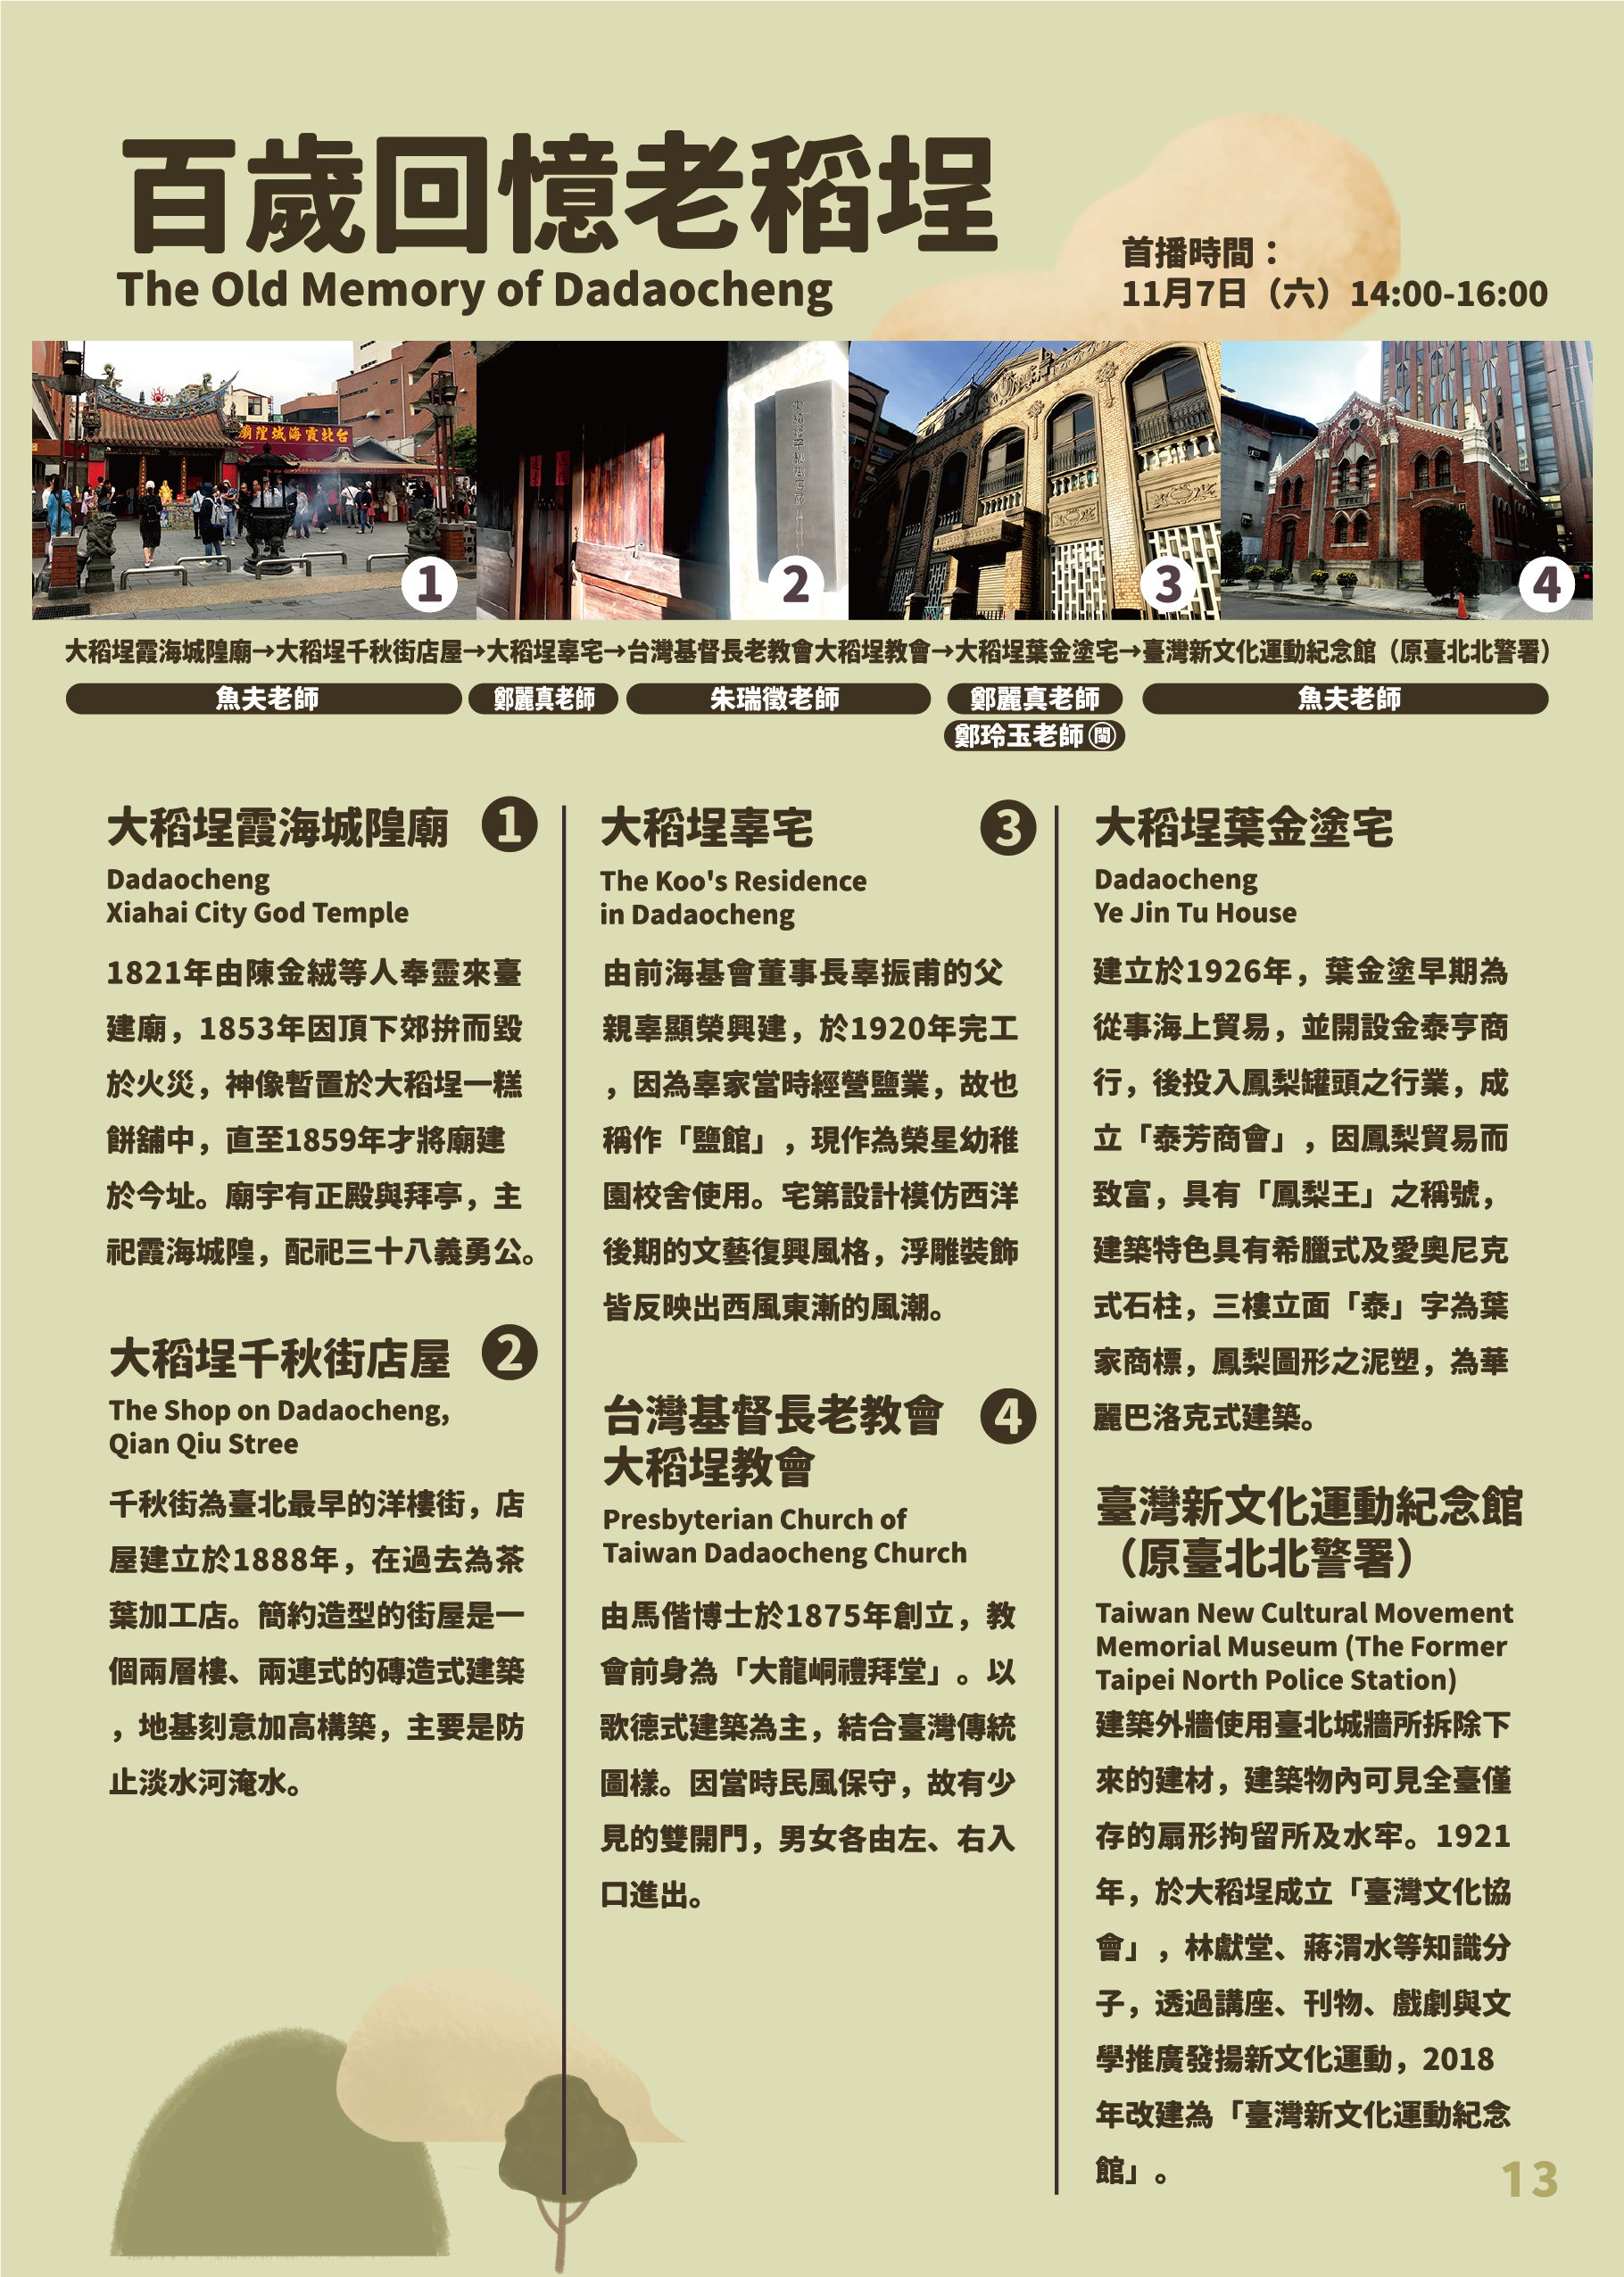 百歲回憶老稻埕
The Old Memory of Dadaocheng
首播時間：
11月7日（六）14:00-16:00
台北霞海城隍廟
1
2
3
4
大稻埕霞海城隍廟→大稻埕千秋街店屋→大稻埕辜宅→台灣基督長老教會大稻埕教會→大稻埕葉金塗宅→臺灣新文化運動紀念館（原臺北北警署）
魚夫老師
鄭麗真老師
朱瑞徵老師
鄭麗真老師
魚夫老師
鄭玲玉老師 閩
大稻埕霞海城隍廟 1
Dadaocheng
Xiahai City God Temple
1821年由陳金絨等人奉靈來臺
建廟，1853年因頂下郊拚而毀
於火災，神像暫置於大稻埕一糕
餅舖中，直至1859年才將廟建
於今址。廟宇有正殿與拜亭，主
祀霞海城隍，配祀三十八義勇公。
大稻埕千秋街店屋 2
The Shop on Dadaocheng,
Qian Qiu Stree
千秋街為臺北最早的洋樓街，店
屋建立於1888年，在過去為茶
葉加工店。簡約造型的街屋是一
個兩層樓、兩連式的磚造式建築
，地基刻意加高構築，主要是防
止淡水河淹水。
大稻埕辜宅 3
The Koo's Residence
in Dadaocheng
由前海基會董事長辜振甫的父
親辜顯榮興建，於1920年完工
，因為辜家當時經營鹽業，故也
稱作「鹽館」，現作為榮星幼稚
園校舍使用。宅第設計模仿西洋
後期的文藝復興風格，浮雕裝飾
皆反映出西風東漸的風潮。
台灣基督長老教會 4
大稻埕教會
Presbyterian Church of
Taiwan Dadaocheng Church
由馬偕博士於1875年創立，教
會前身為「大龍峒禮拜堂」。以
歌德式建築為主，結合臺灣傳統
圖樣。因當時民風保守，故有少
見的雙開門，男女各由左、右入
口進出。
大稻埕葉金塗宅
Dadaocheng
Ye Jin Tu House
建立於1926年，葉金塗早期為
從事海上貿易，並開設金泰亨商
行，後投入鳳梨罐頭之行業，成
立「泰芳商會」，因鳳梨貿易而
致富，具有「鳳梨王」之稱號，
建築特色具有希臘式及愛奧尼克
式石柱，三樓立面「泰」字為葉
家商標，鳳梨圖形之泥塑，為華
麗巴洛克式建築。
臺灣新文化運動紀念館
（原臺北北警署）
Taiwan New Cultural Movement
Memorial Museum (The Former
Taipei North Police Station)
建築外牆使用臺北城牆所拆除下
來的建材，建築物內可見全臺僅
存的扇形拘留所及水牢。1921
年，於大稻埕成立「臺灣文化協
會」，林獻堂、蔣渭水等知識分
子，透過講座、刊物、戲劇與文
學推廣發揚新文化運動，2018
年改建為「臺灣新文化運動紀念
館」。
13